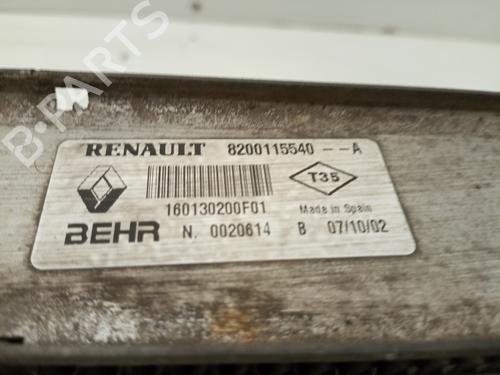 RENAULT 8200115540--A
T35
160130200F01 Made in Spain
BEHR N. 0020614 B 07/10/02
B-PARTS